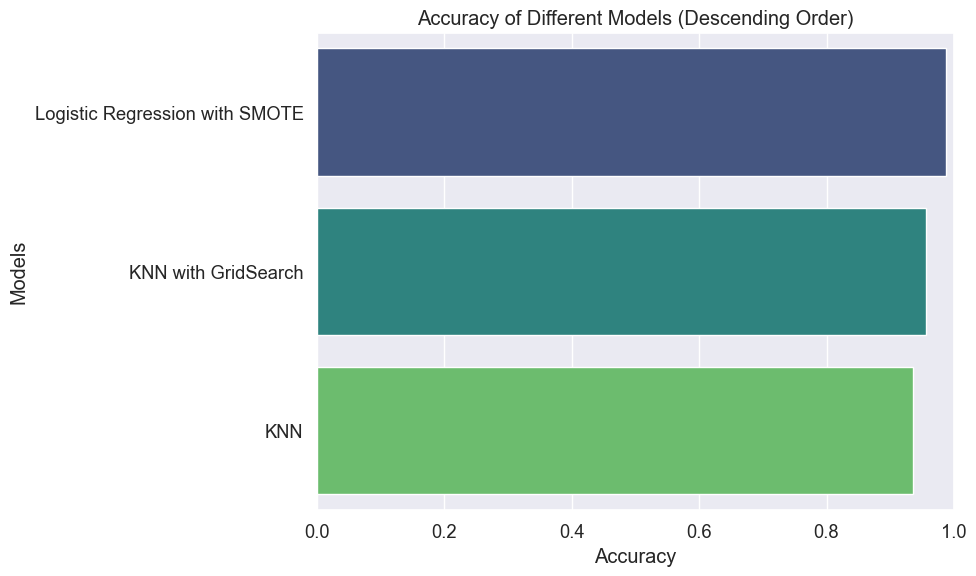 Accuracy of Different Models (Descending Order)
Logistic Regression with SMOTE
KNN with GridSearch
KNN
Models
0.0 0.2 0.4 0.6 0.8 1.0
Accuracy